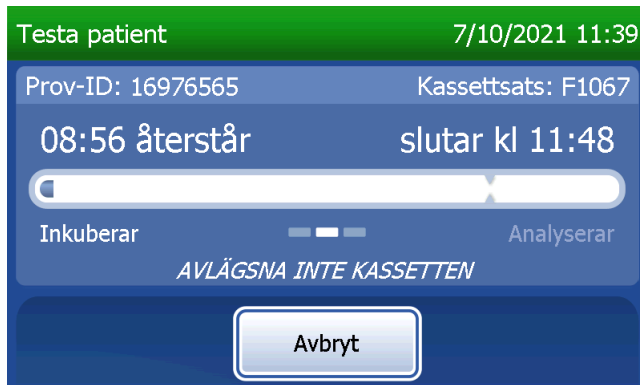 Testa patient 7/10/2021 11:39
Prov-ID: 16976565 Kassettsats: F1067
08:56 återstår slutar kl 11:48
Inkuberar Analyserar
AVLÄGSNA INTE KASSETTEN
Avbryt